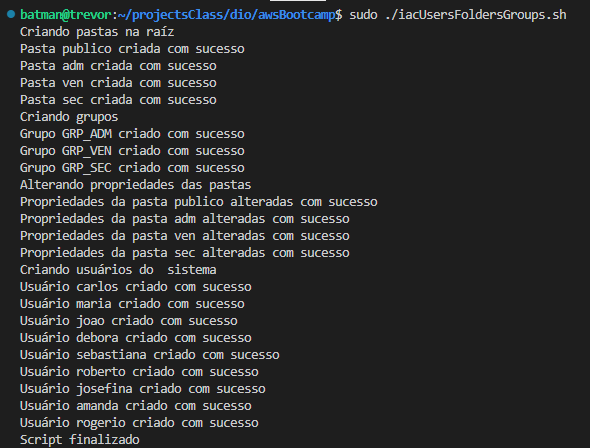 batman@trevor:~/projectsClass/dio/awsBootcamp$ sudo ./iacUsersFoldersGroups.sh
Criando pastas na raíz
Pasta publico criada com sucesso
Pasta adm criada com sucesso
Pasta ven criada com sucesso
Pasta sec criada com sucesso
Criando grupos
Grupo GRP_ADM criado com sucesso
Grupo GRP_VEN criado com sucesso
Grupo GRP_SEC criado com sucesso
Alterando propriedades das pastas
Propriedades da pasta publico alteradas com sucesso
Propriedades da pasta adm alteradas com sucesso
Propriedades da pasta ven alteradas com sucesso
Propriedades da pasta sec alteradas com sucesso
Criando usuários do  sistema
Usuário carlos criado com sucesso
Usuário maria criado com sucesso
Usuário joao criado com sucesso
Usuário debora criado com sucesso
Usuário sebastiana criado com sucesso
Usuário roberto criado com sucesso
Usuário josefina criado com sucesso
Usuário amanda criado com sucesso
Usuário rogerio criado com sucesso
Script finalizado